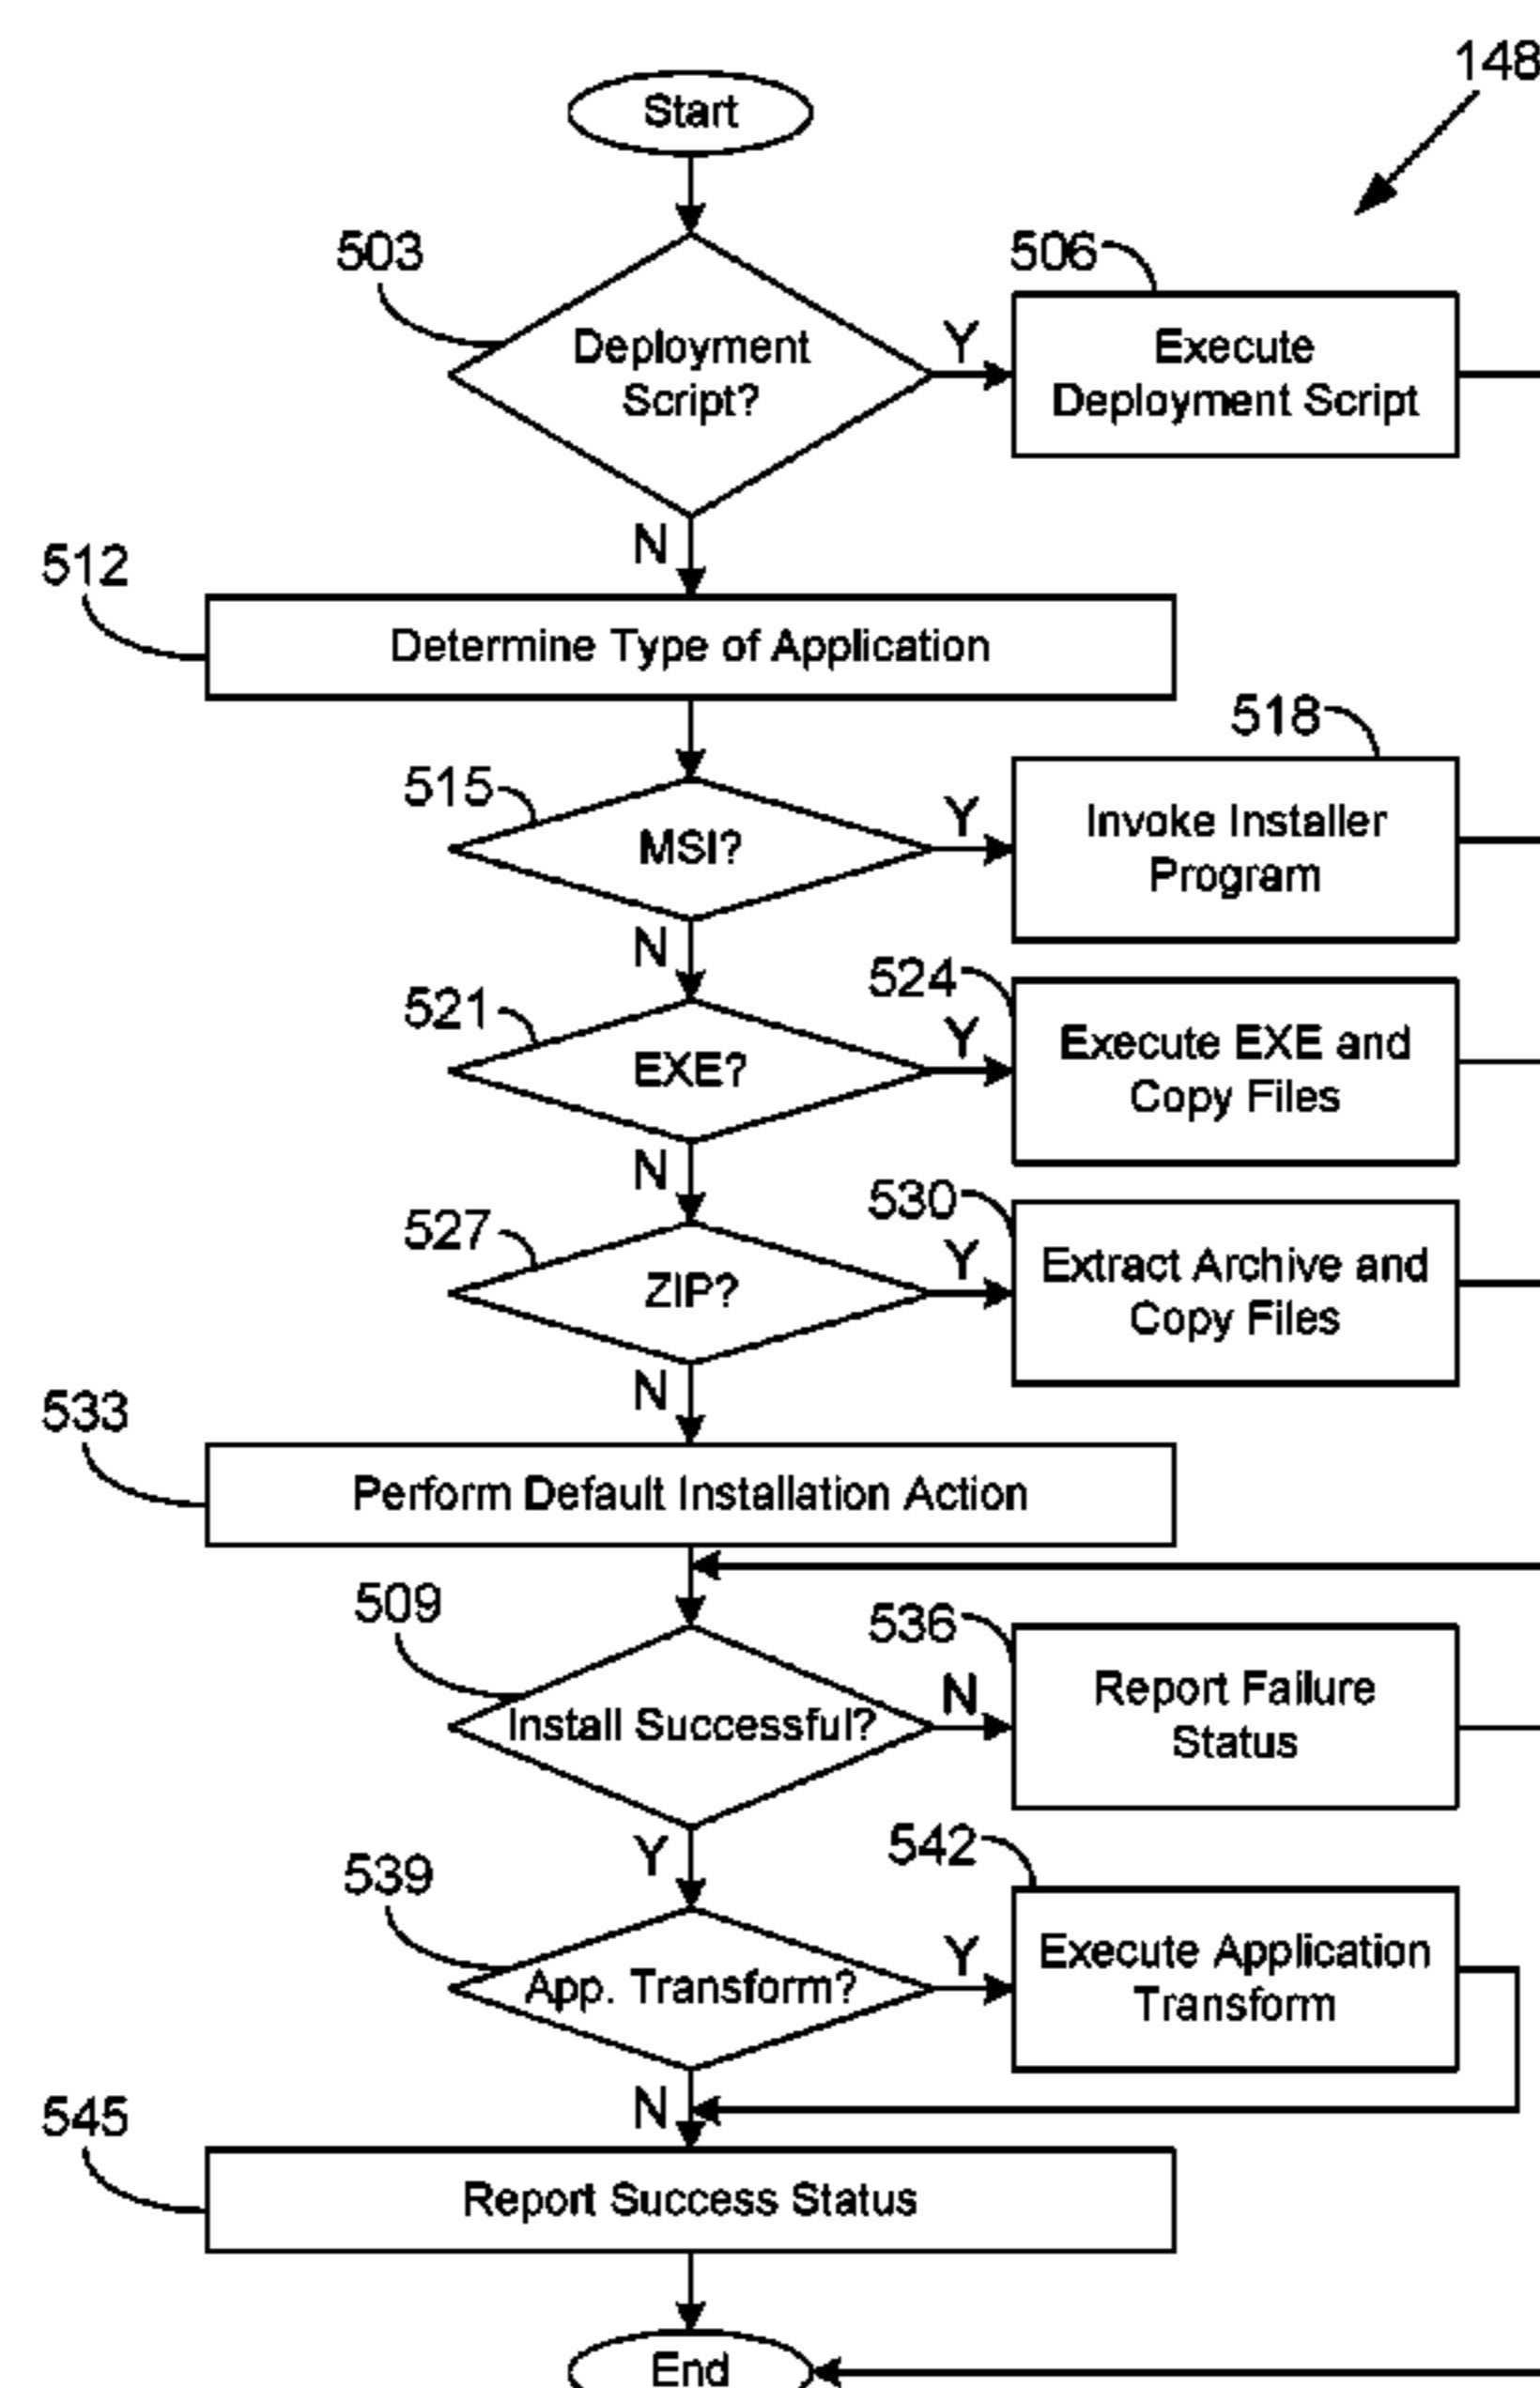 148
Start
503
506
Deployment
Script?
Y
Execute
Deployment Script
N
512
Determine Type of Application
518
515
MSI?
Y
Invoke Installer
Program
N
524
521
EXE?
Y
Execute EXE and
Copy Files
N
530
527
ZIP?
Y
Extract Archive and
Copy Files
N
533
Perform Default Installation Action
509
536
Install Successful?
N
Report Failure
Status
Y
542
539
App. Transform?
Y
Execute Application
Transform
N
545
Report Success Status
End